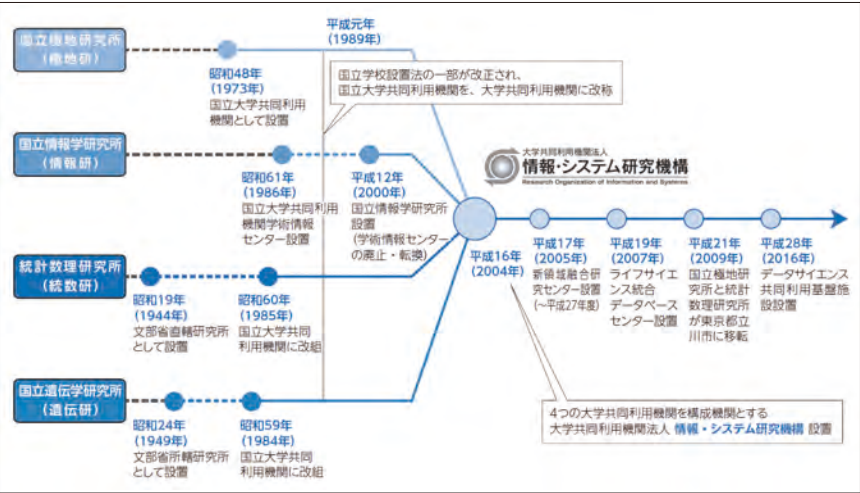 国立極地研究所
(極地研)
昭和48年
(1973年)
国立大学共同利用
機関として設置
平成元年
(1989年)
国立学校設置法の一部が改正され、
国立大学共同利用機関を、大学共同利用機関に改称
国立情報学研究所
(情報研)
昭和61年
(1986年)
国立大学共同利用
機関学術情報
センター設置
平成12年
(2000年)
国立情報学研究所
設置
(学術情報センター
の廃止・転換)
統計数理研究所
(統数研)
昭和19年
(1944年)
文部省直轄研究所
として設置
昭和60年
(1985年)
国立大学共同
利用機関に改組
国立遺伝学研究所
(遺伝研)
昭和24年
(1949年)
文部省所轄研究所
として設置
昭和59年
(1984年)
国立大学共同
利用機関に改組
大学共同利用機関法人
情報・システム研究機構
Research Organization of Information and Systems
平成16年
(2004年)
平成17年
(2005年)
新領域融合研
究センター設置
(〜平成27年度)
平成19年
(2007年)
ライフサイエ
ンス統合
データベース
センター設置
平成21年
(2009年)
国立極地研
究所と統計
数理研究所
が東京都立
川市に移転
平成28年
(2016年)
データサイエンス
共同利用基盤施
設設置
4つの大学共同利用機関を構成機関とする
大学共同利用機関法人 情報・システム研究機構 設置